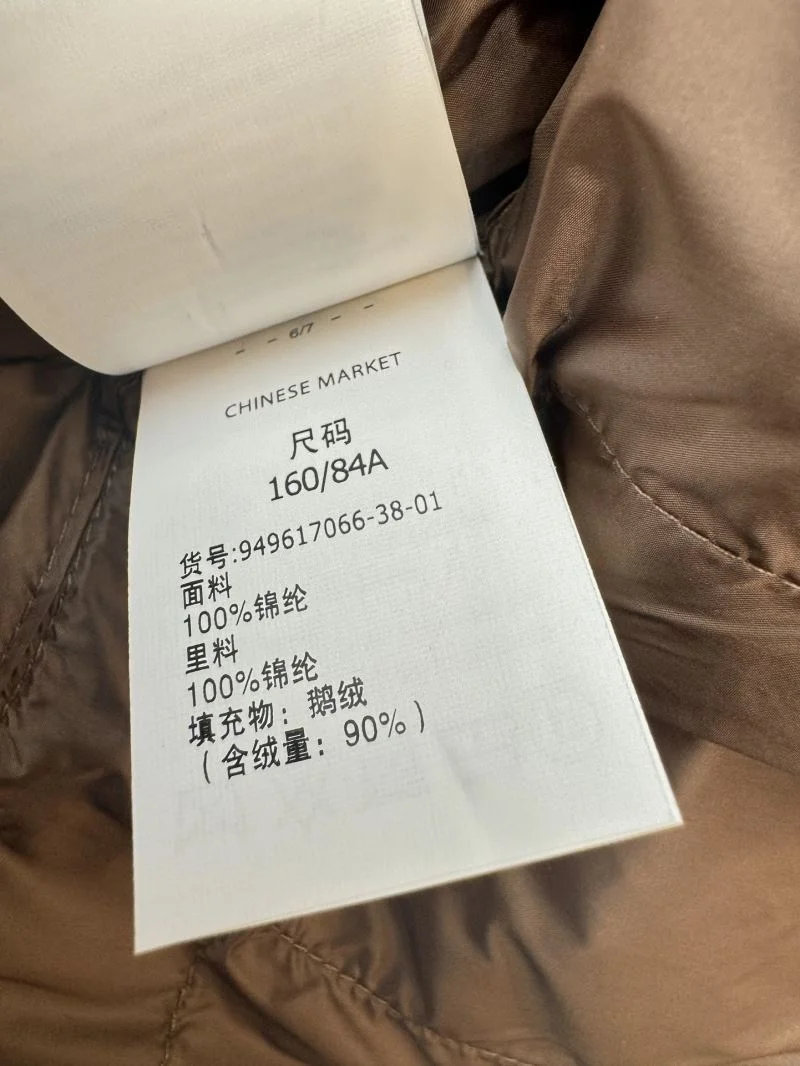 - - 6/7 - -
CHINESE MARKET
尺码
160/84A
货号:949617066-38-01
面料
100%锦纶
里料
100%锦纶
填充物：鹅绒
（含绒量：90%）